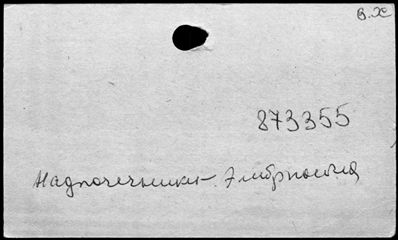 в.ж
873355
Надпочечники - Эмбриология